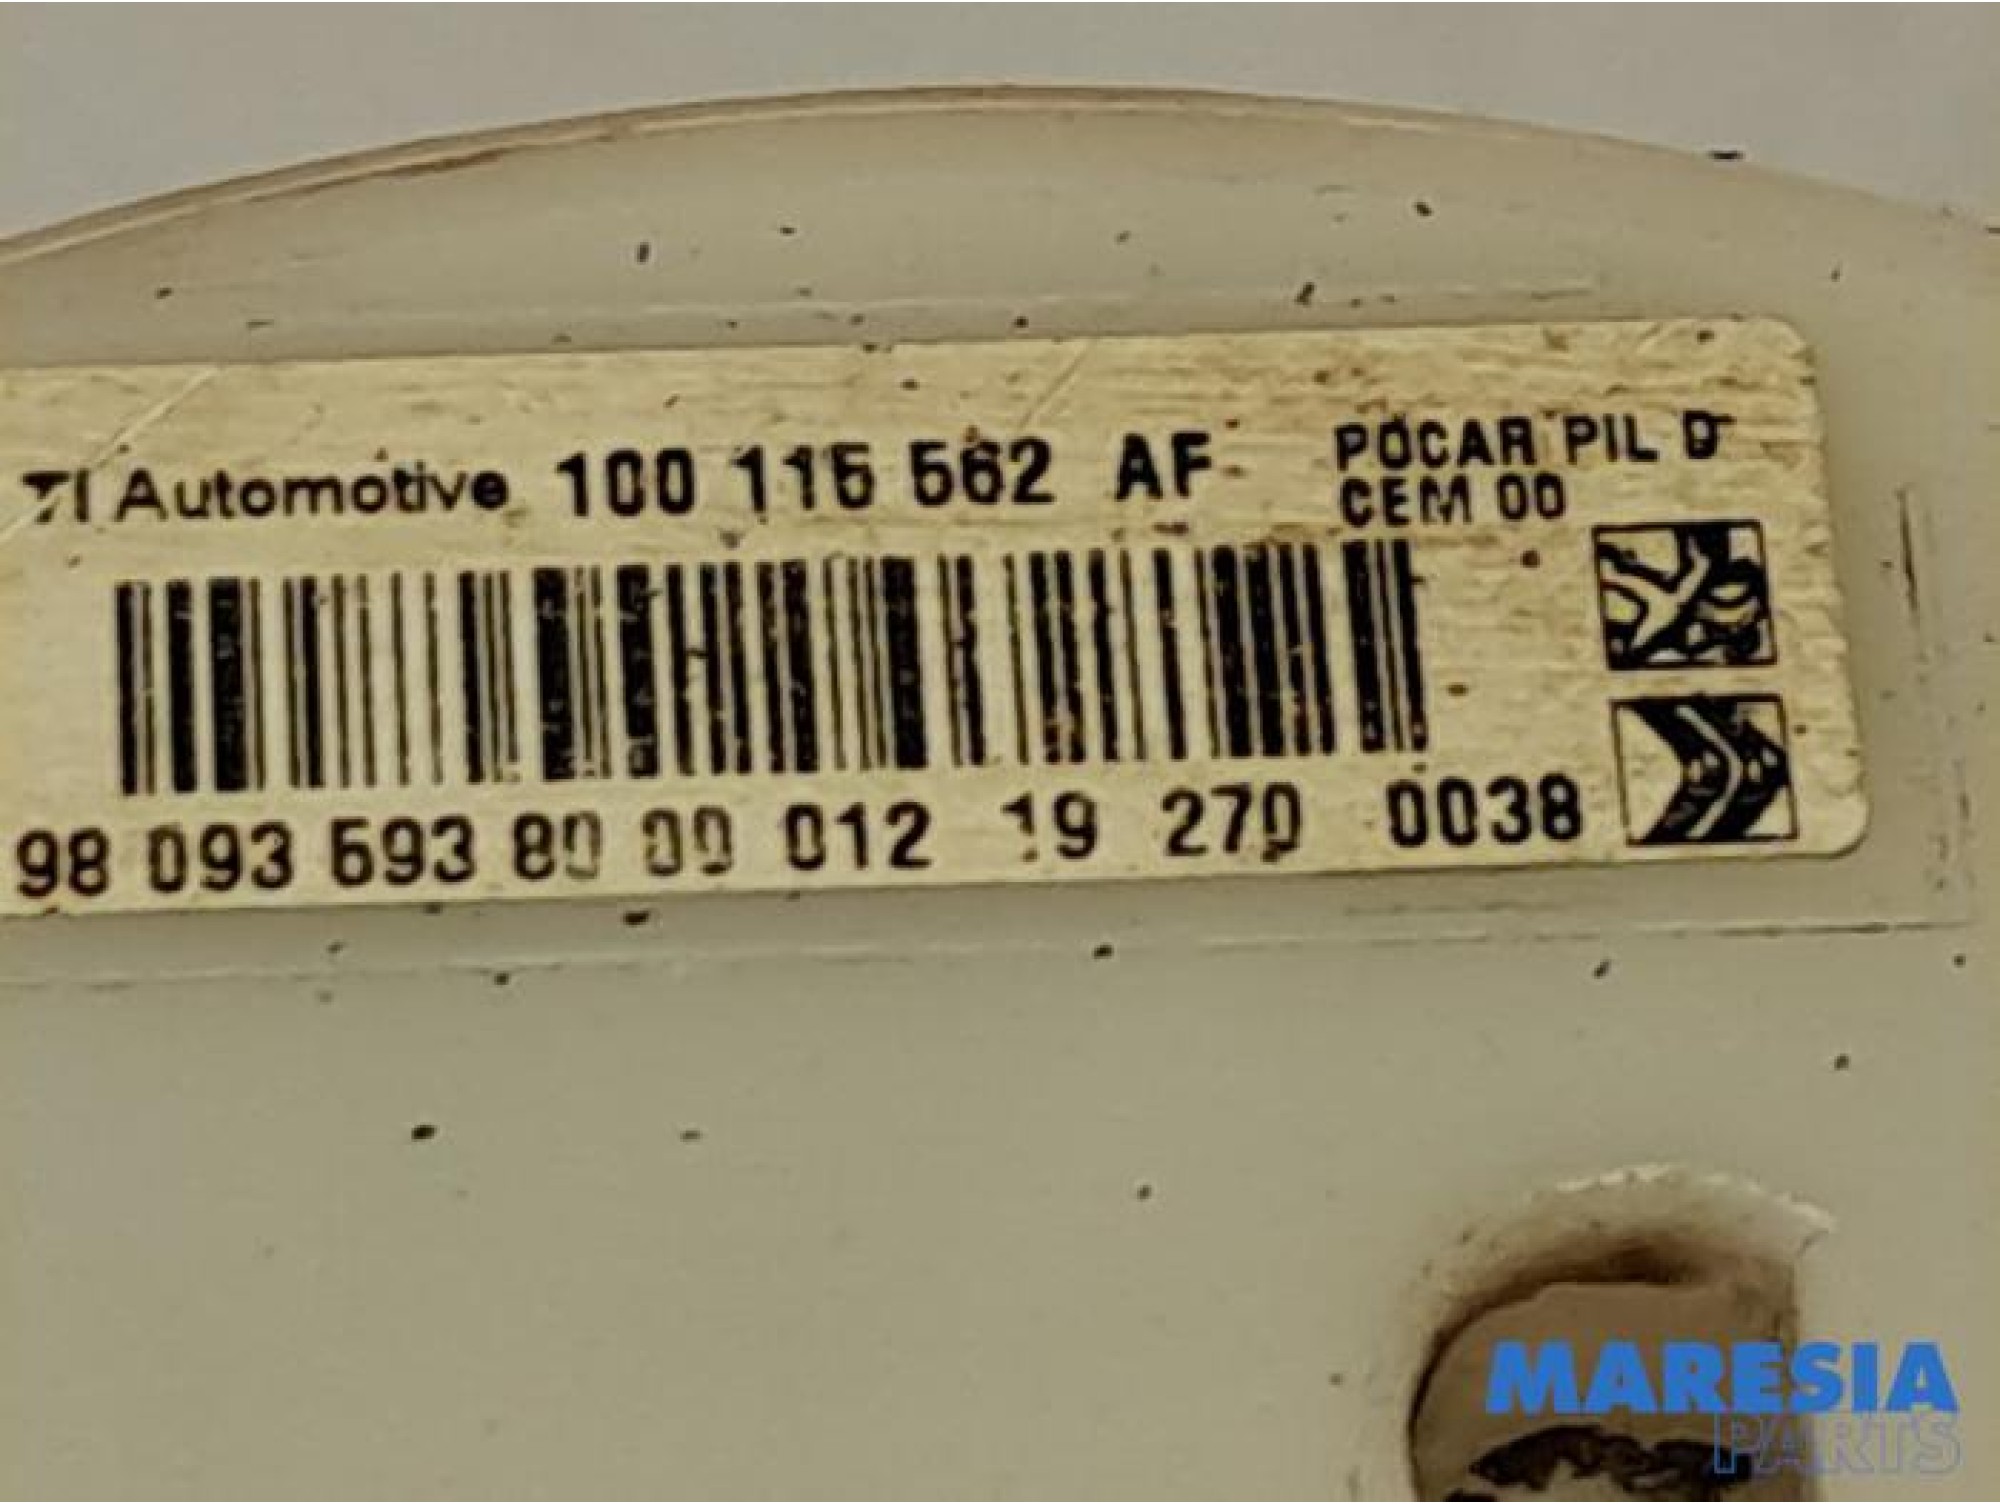 TI Automotive 100 115 562 AF
POCAR PIL D
CEM 00
98 093 593 80 00 012 19 270 0038
MARESIA
PARTS